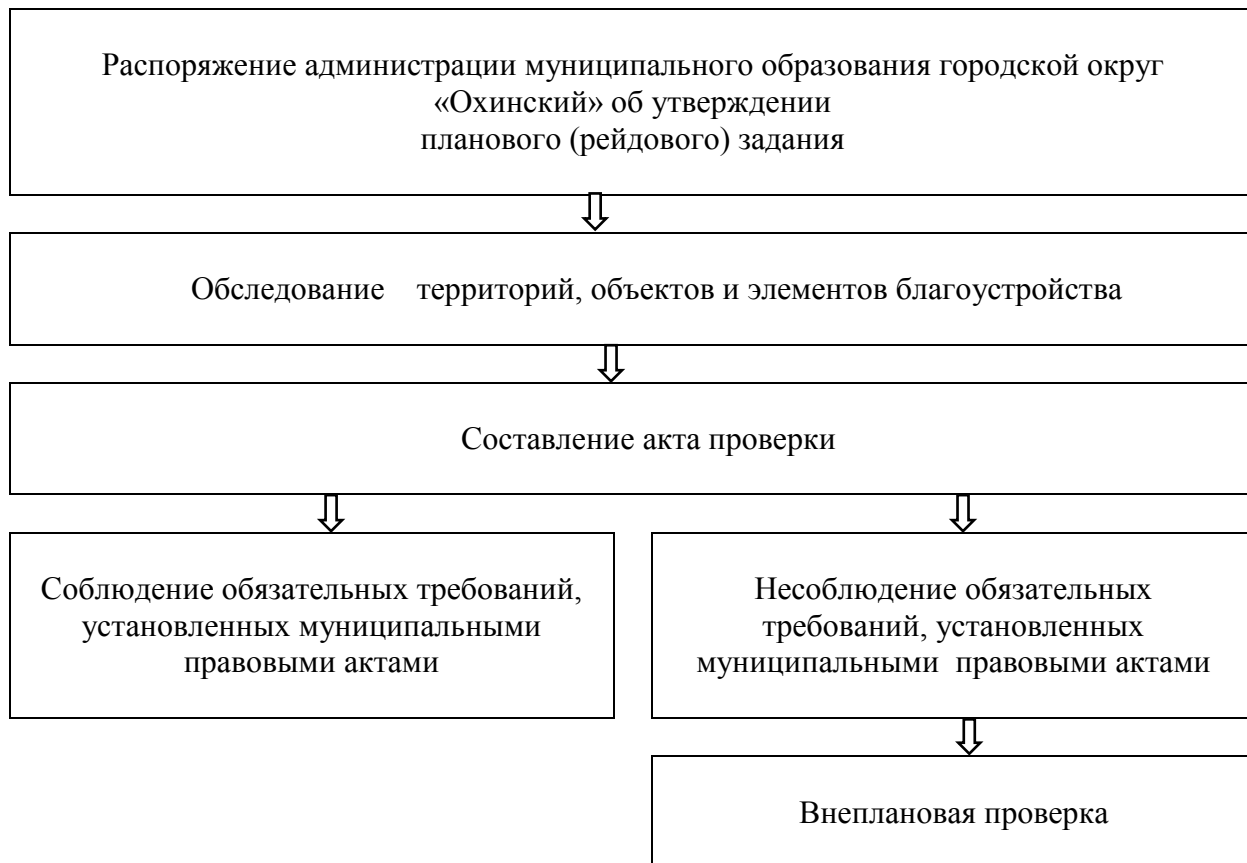 Распоряжение администрации муниципального образования городской округ
«Охинский» об утверждении
планового (рейдового) задания
Обследование территорий, объектов и элементов благоустройства
Составление акта проверки
Соблюдение обязательных требований,
установленных муниципальными
правовыми актами
Несоблюдение обязательных
требований, установленных
муниципальными правовыми актами
Внеплановая проверка